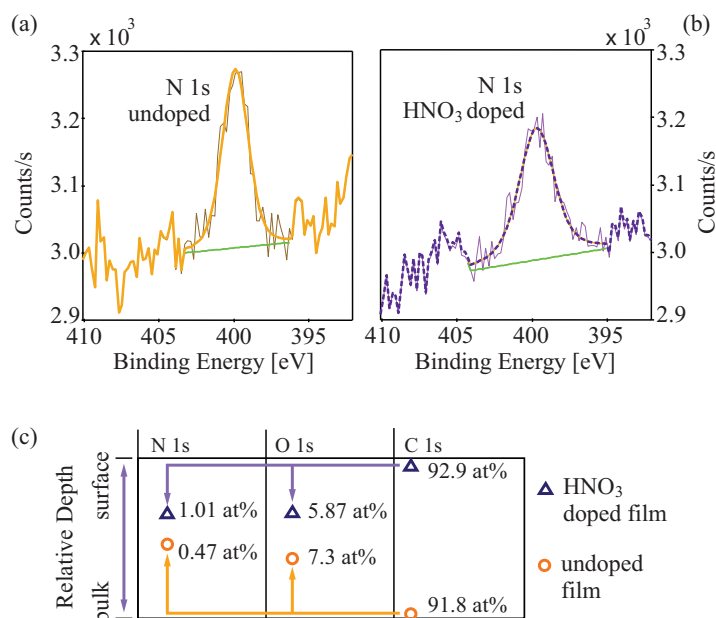 (a)
x 10³
3.3
3.2
3.1
3.0
2.9
Counts/s
N 1s
undoped
410
405
400
395
Binding Energy [eV]
(b)
x 10³
3.3
3.2
3.1
3.0
2.9
Counts/s
N 1s
HNO₃ doped
410
405
400
395
Binding Energy [eV]
(c)
N 1s
O 1s
C 1s
Relative Depth
surface
bulk
92.9 at%
1.01 at%
5.87 at%
0.47 at%
7.3 at%
91.8 at%
HNO₃
doped film
undoped
film